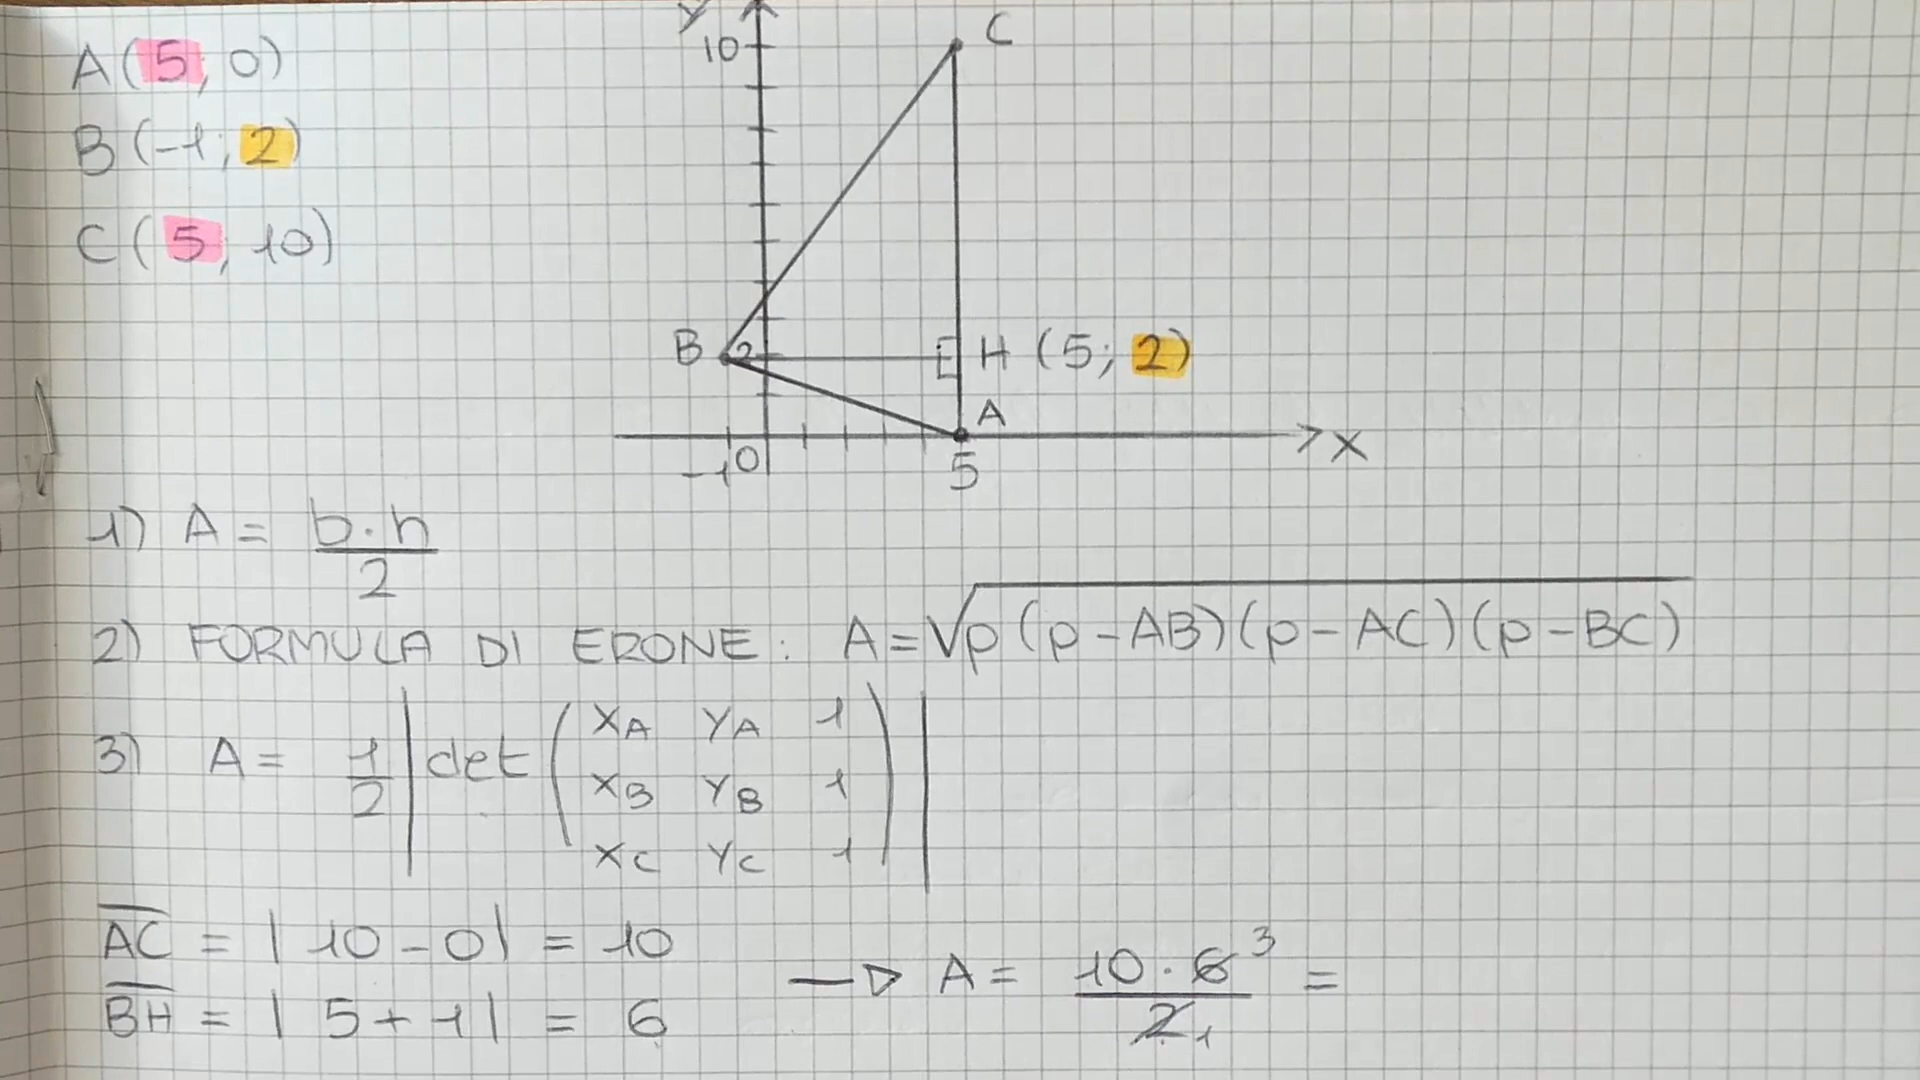 A(5; 0)
B(-1; 2)
C(5; 10)
y
10
C
B
2
H (5; 2)
A
-1 0
5
x
1) A = b·h / 2
2) FORMULA DI ERONE: A = √p(p-AB)(p-AC)(p-BC)
3) A = 1/2 |det( xA yA 1
xB yB 1
xC yC 1 )|
AC = |10-0| = 10
BH = |5+1| = 6
→ A = 10·6 3 / 2 1 =